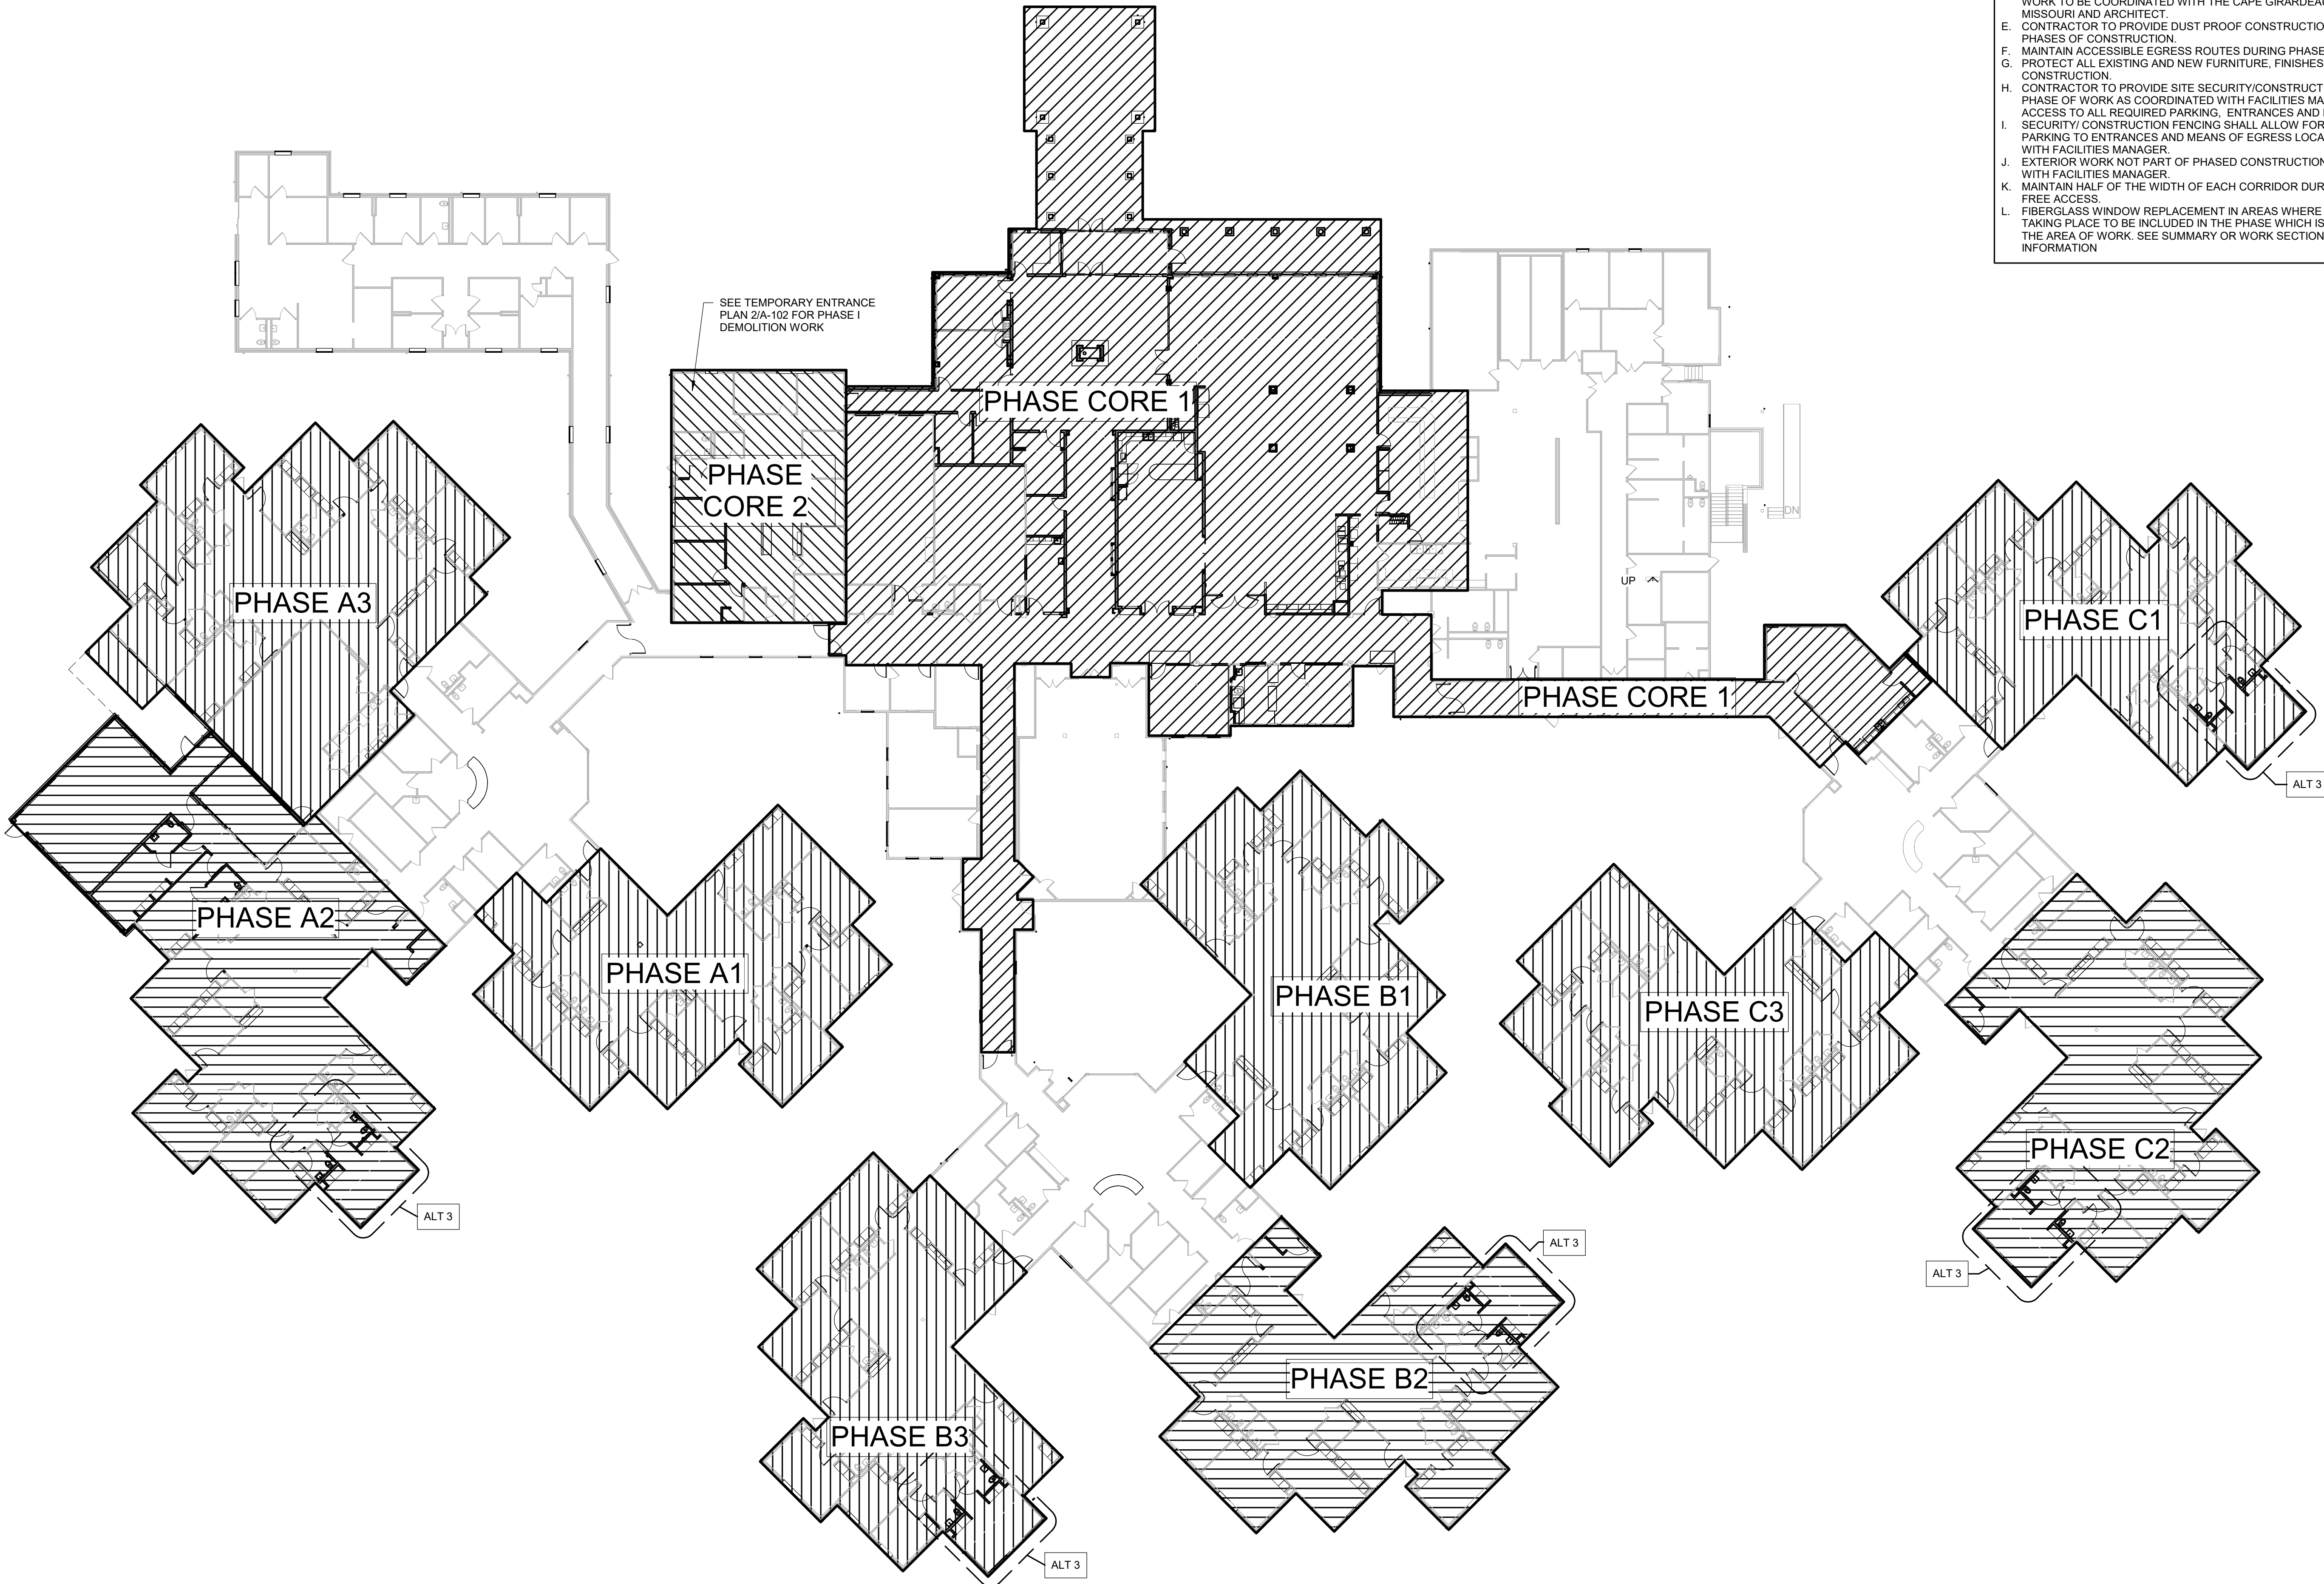 WORK TO BE COORDINATED WITH THE CAPE GIRARDEAU
MISSOURI AND ARCHITECT.
E. CONTRACTOR TO PROVIDE DUST PROOF CONSTRUCTIO
PHASES OF CONSTRUCTION.
F. MAINTAIN ACCESSIBLE EGRESS ROUTES DURING PHASE
G. PROTECT ALL EXISTING AND NEW FURNITURE, FINISHES
CONSTRUCTION.
H. CONTRACTOR TO PROVIDE SITE SECURITY/CONSTRUCT
PHASE OF WORK AS COORDINATED WITH FACILITIES MA
ACCESS TO ALL REQUIRED PARKING, ENTRANCES AND
I. SECURITY/ CONSTRUCTION FENCING SHALL ALLOW FOR
PARKING TO ENTRANCES AND MEANS OF EGRESS LOCA
WITH FACILITIES MANAGER.
J. EXTERIOR WORK NOT PART OF PHASED CONSTRUCTION
WITH FACILITIES MANAGER.
K. MAINTAIN HALF OF THE WIDTH OF EACH CORRIDOR DUR
FREE ACCESS.
L. FIBERGLASS WINDOW REPLACEMENT IN AREAS WHERE
TAKING PLACE TO BE INCLUDED IN THE PHASE WHICH IS
THE AREA OF WORK. SEE SUMMARY OR WORK SECTION
INFORMATION
SEE TEMPORARY ENTRANCE
PLAN 2/A-102 FOR PHASE I
DEMOLITION WORK
PHASE CORE 1
PHASE
CORE 2
DN
UP
PHASE A3
PHASE C1
PHASE CORE 1
ALT 3
PHASE A2
PHASE A1
PHASE B1
PHASE C3
PHASE C2
ALT 3
ALT 3
ALT 3
PHASE B2
PHASE B3
ALT 3